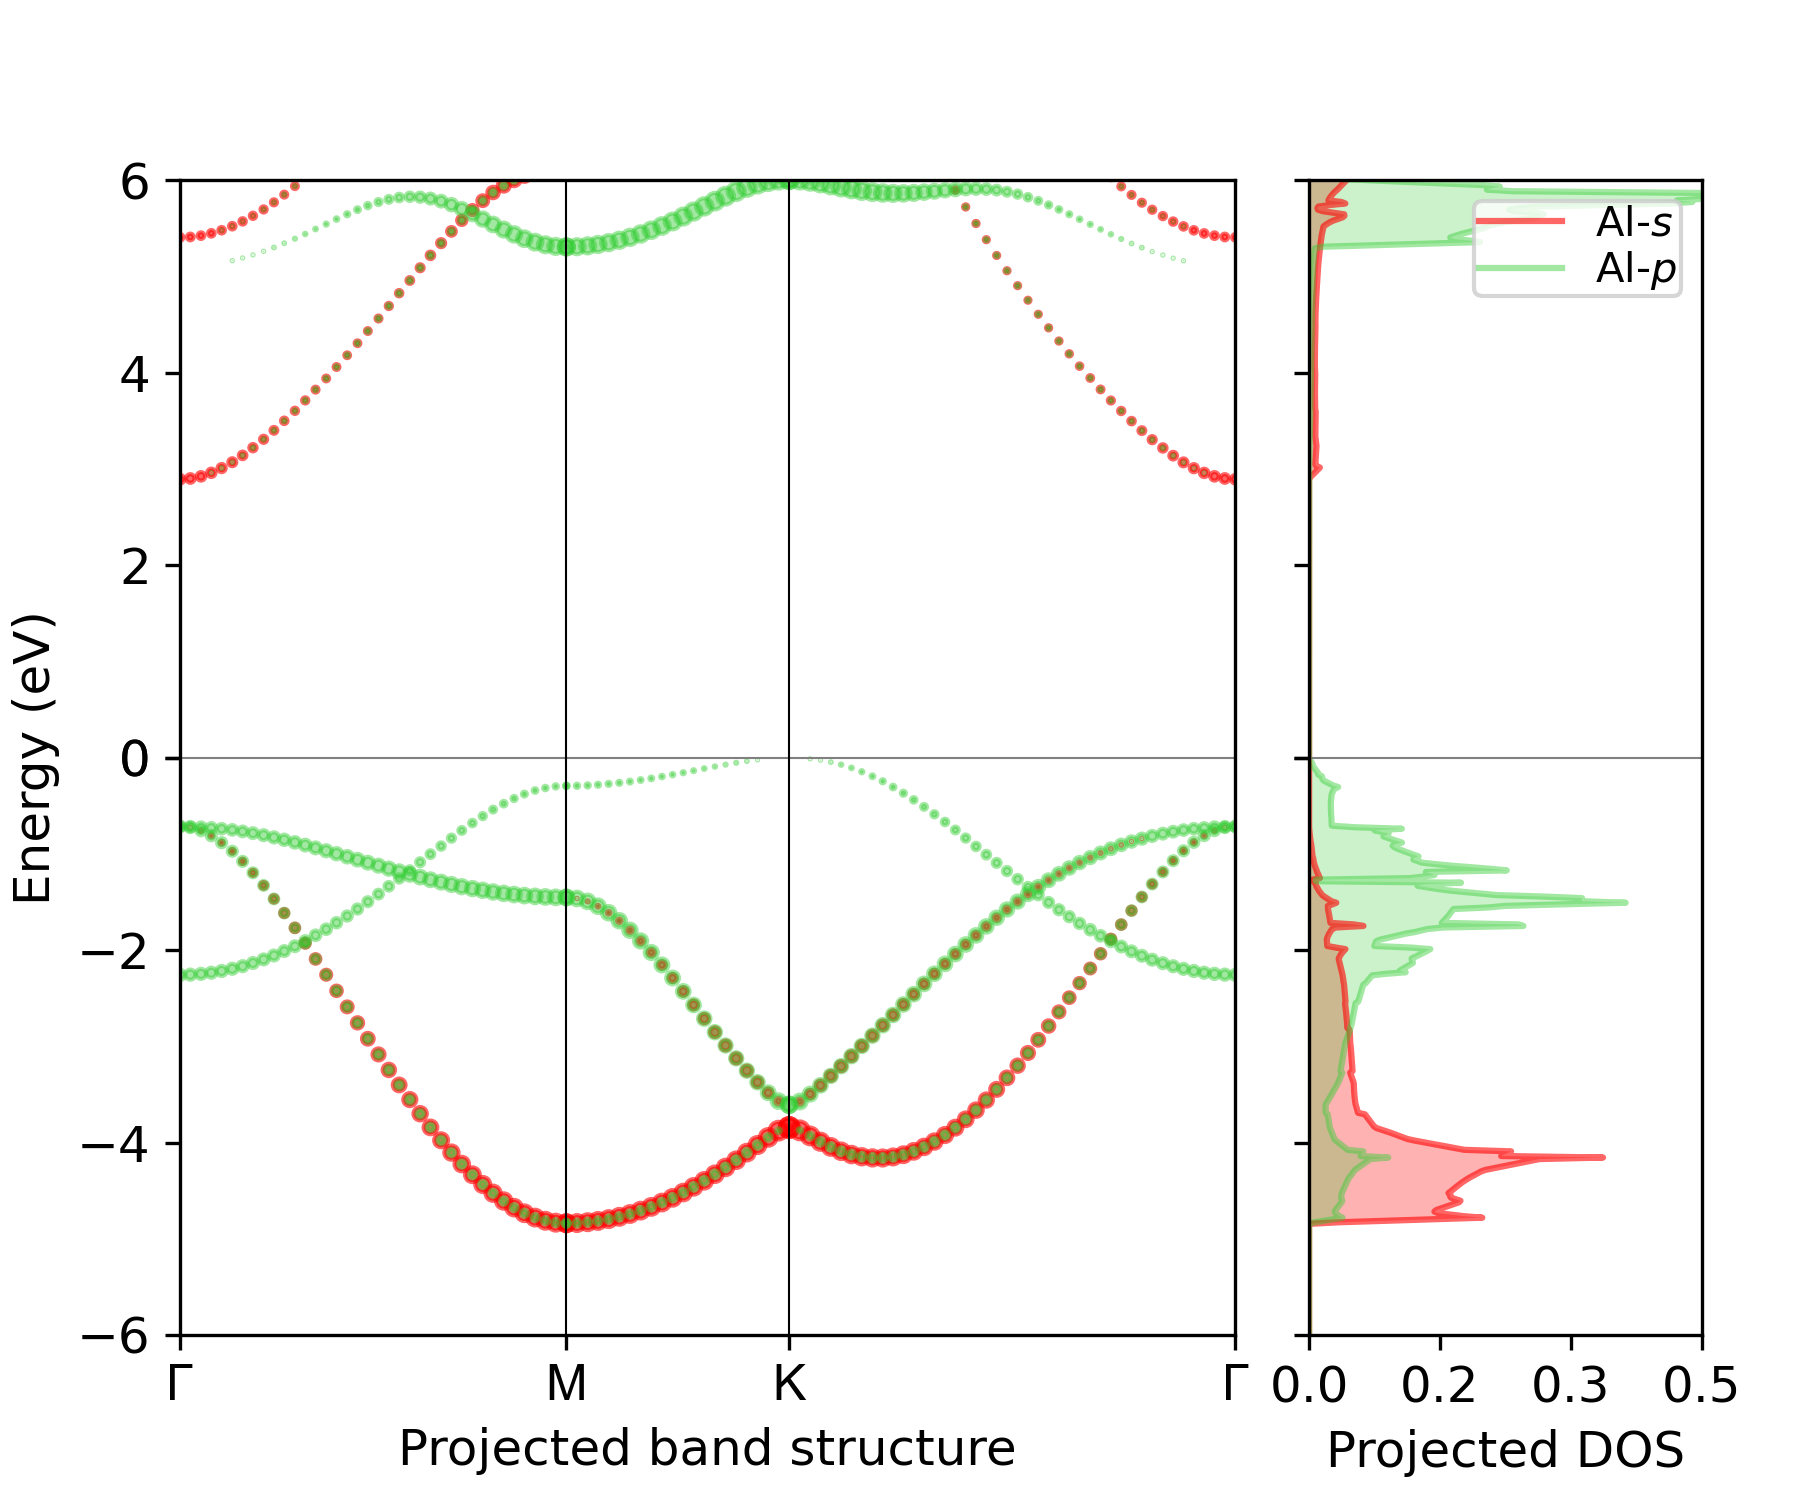 Energy (eV)
6
4
2
0
−2
−4
−6
Γ M K Γ
Projected band structure
Al-s
Al-p
0.0 0.2 0.3 0.5
Projected DOS